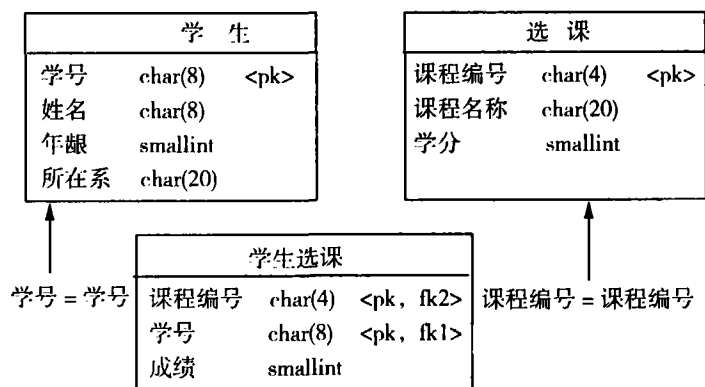 学 生
学号 char(8) <pk>
姓名 char(8)
年龄 smallint
所在系 char(20)
选 课
课程编号 char(4) <pk>
课程名称 char(20)
学分 smallint
学号 = 学号
学生选课
课程编号 char(4) <pk, fk2>
学号 char(8) <pk, fk1>
成绩 smallint
课程编号 = 课程编号